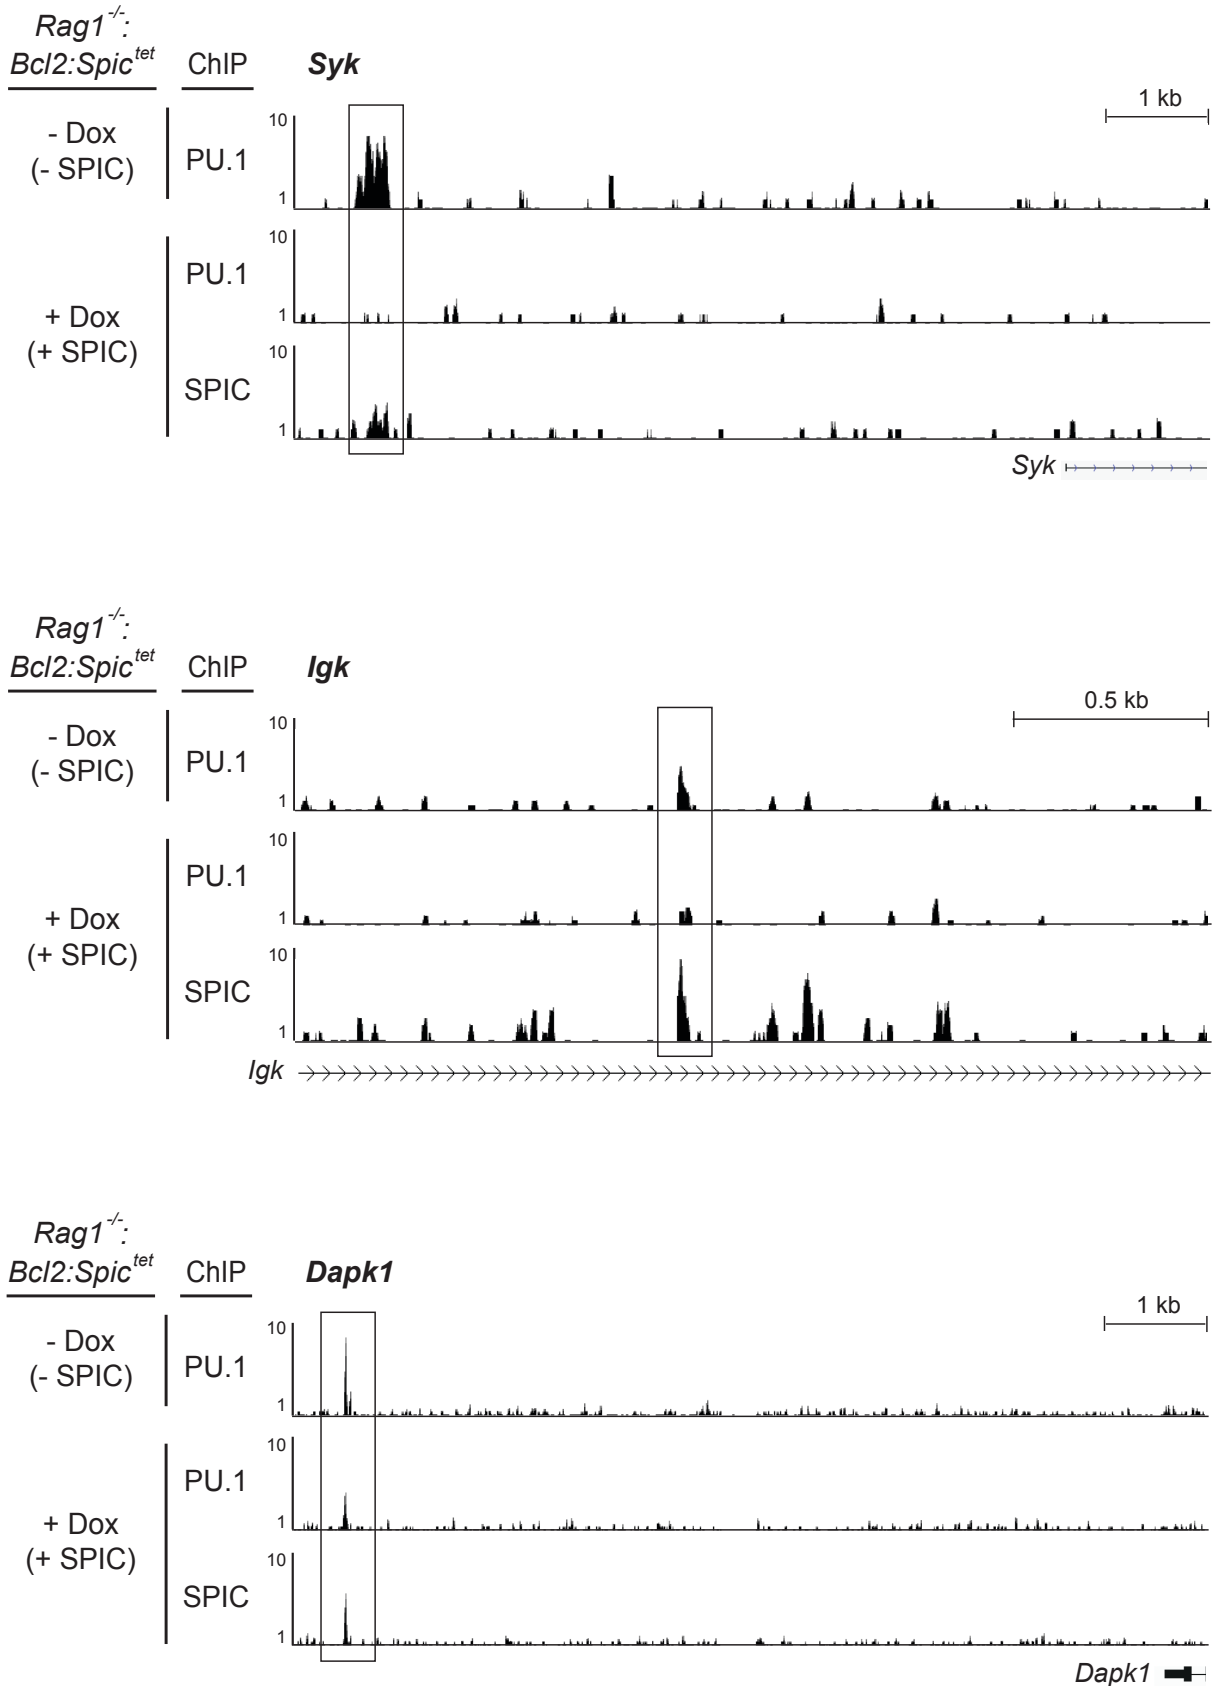 Rag1-/-:
Bcl2:Spictet ChIP Syk
1 kb
- Dox
(- SPIC)
PU.1
10
1
+ Dox
(+ SPIC)
PU.1
10
1
SPIC
10
1
Syk
Rag1-/-:
Bcl2:Spictet ChIP Igk
0.5 kb
- Dox
(- SPIC)
PU.1
10
1
+ Dox
(+ SPIC)
PU.1
10
1
SPIC
10
1
Igk
Rag1-/-:
Bcl2:Spictet ChIP Dapk1
1 kb
- Dox
(- SPIC)
PU.1
10
1
+ Dox
(+ SPIC)
PU.1
10
1
SPIC
10
1
Dapk1